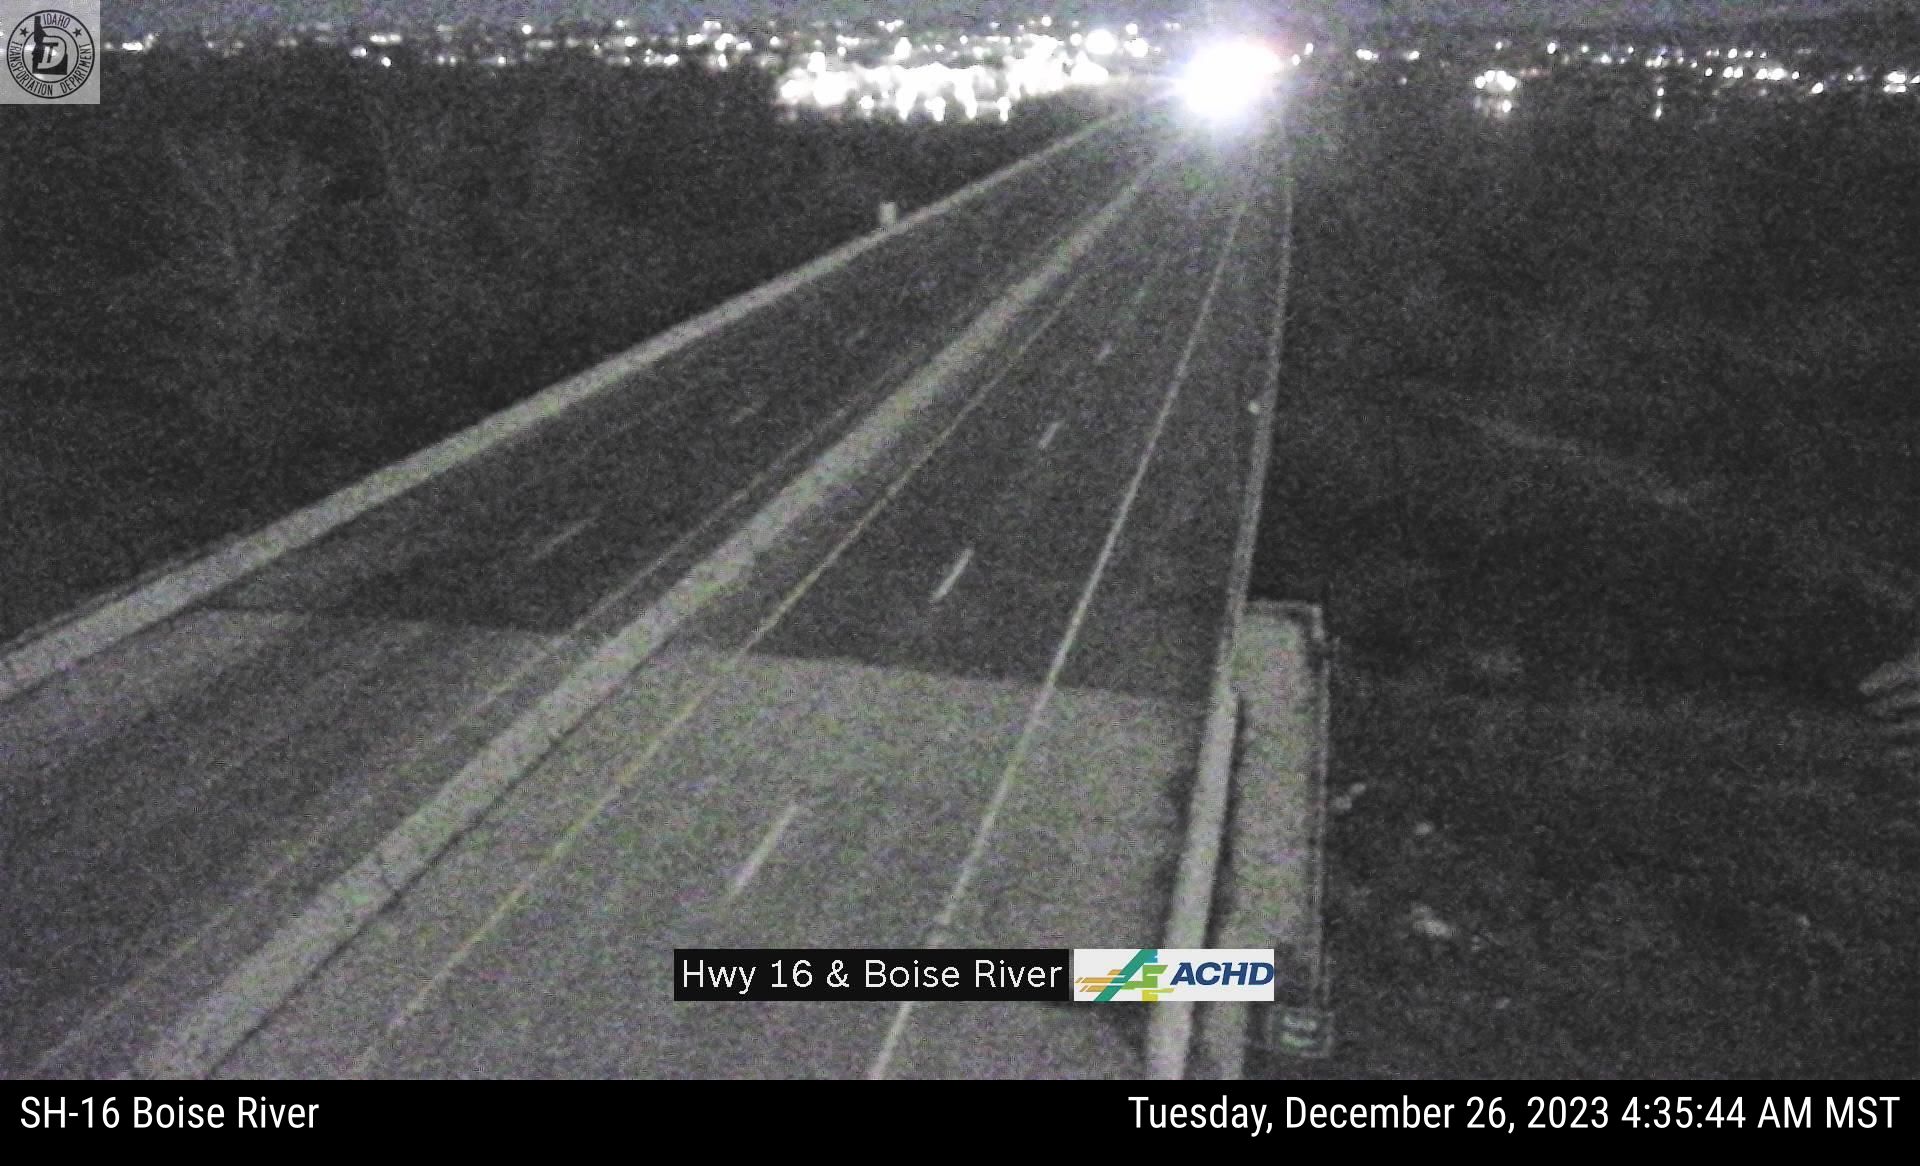 IDAHO
TRANSPORTATION DEPARTMENT
Hwy 16 & Boise River
ACHD
SH-16 Boise River
Tuesday, December 26, 2023 4:35:44 AM MST